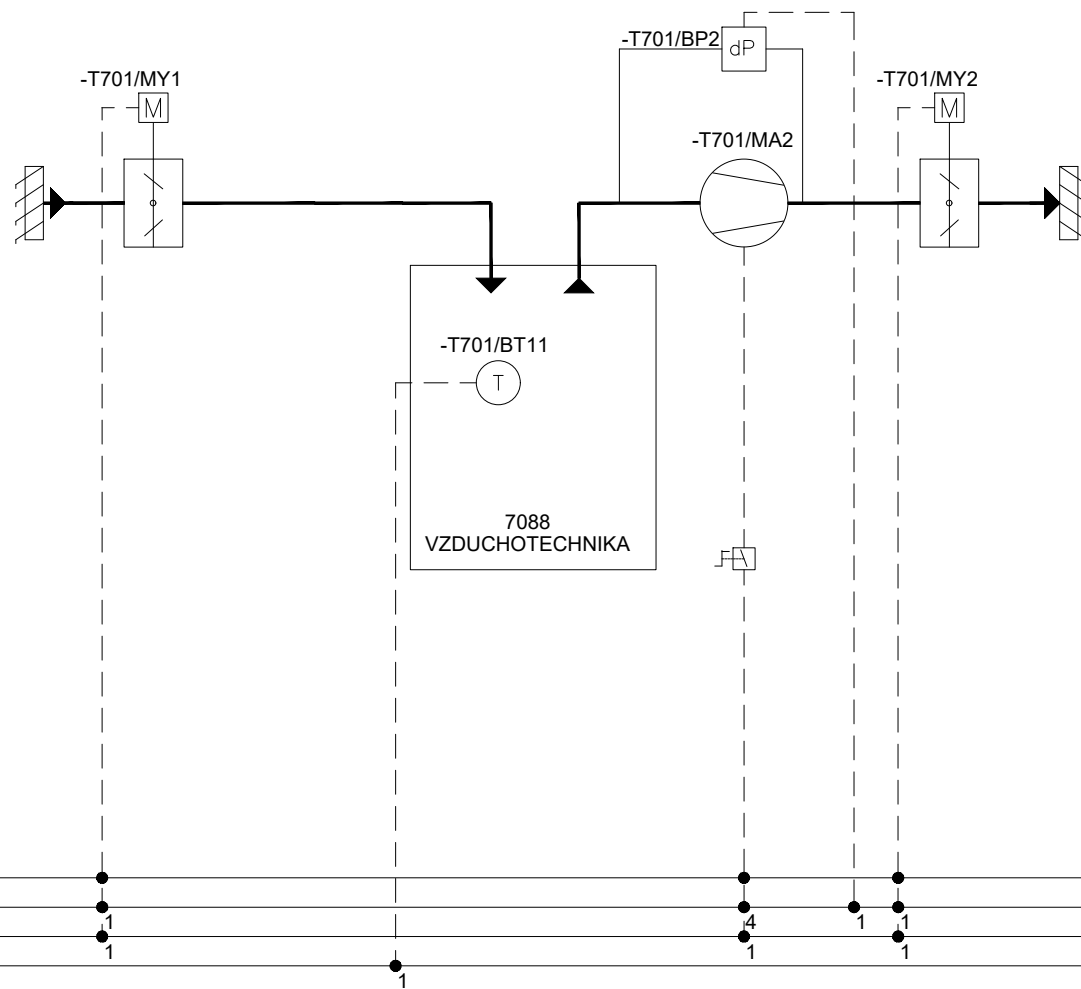 -T701/BP2
dP
-T701/MY1
-T701/MY2
M
M
-T701/MA2
-T701/BT11
T
7088
VZDUCHOTECHNIKA
1
4
1
1
1
1
1
1